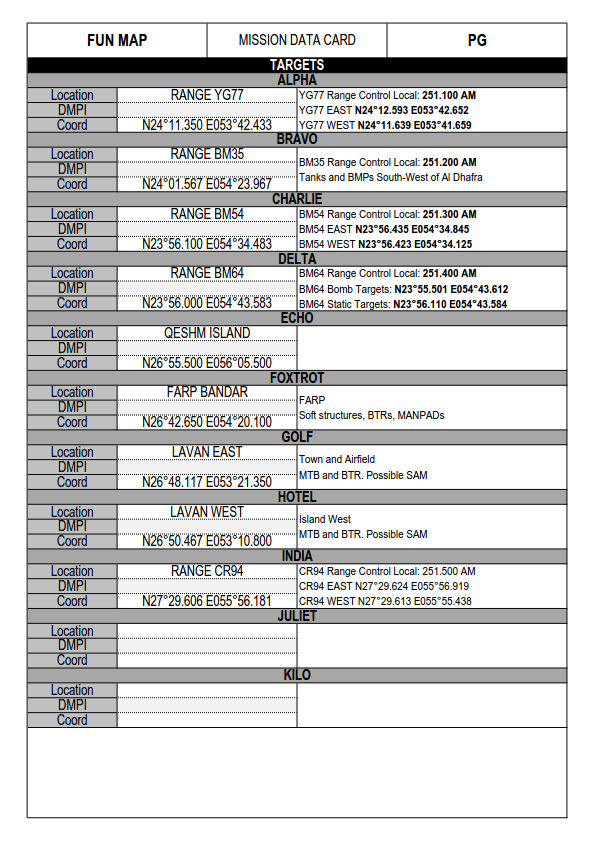 FUN MAP MISSION DATA CARD PG
TARGETS
ALPHA
Location RANGE YG77 YG77 Range Control Local: 251.100 AM
DMPI YG77 EAST N24°12.593 E053°42.652
Coord N24°11.350 E053°42.433 YG77 WEST N24°11.639 E053°41.659
BRAVO
Location RANGE BM35
BM35 Range Control Local: 251.200 AM
DMPI
Tanks and BMPs South-West of Al Dhafra
Coord N24°01.567 E054°23.967
CHARLIE
Location RANGE BM54 BM54 Range Control Local: 251.300 AM
DMPI BM54 EAST N23°56.435 E054°34.845
Coord N23°56.100 E054°34.483 BM54 WEST N23°56.423 E054°34.125
DELTA
Location RANGE BM64 BM64 Range Control Local: 251.400 AM
DMPI BM64 Bomb Targets: N23°55.501 E054°43.612
Coord N23°56.000 E054°43.583 BM64 Static Targets: N23°56.110 E054°43.584
ECHO
Location QESHM ISLAND
DMPI
Coord N26°55.500 E056°05.500
FOXTROT
Location FARP BANDAR
FARP
DMPI
Soft structures, BTRs, MANPADs
Coord N26°42.650 E054°20.100
GOLF
Location LAVAN EAST
Town and Airfield
DMPI
MTB and BTR. Possible SAM
Coord N26°48.117 E053°21.350
HOTEL
Location LAVAN WEST
Island West
DMPI
MTB and BTR. Possible SAM
Coord N26°50.467 E053°10.800
INDIA
Location RANGE CR94 CR94 Range Control Local: 251.500 AM
DMPI CR94 EAST N27°29.624 E055°56.919
Coord N27°29.606 E055°56.181 CR94 WEST N27°29.613 E055°55.438
JULIET
Location
DMPI
Coord
KILO
Location
DMPI
Coord